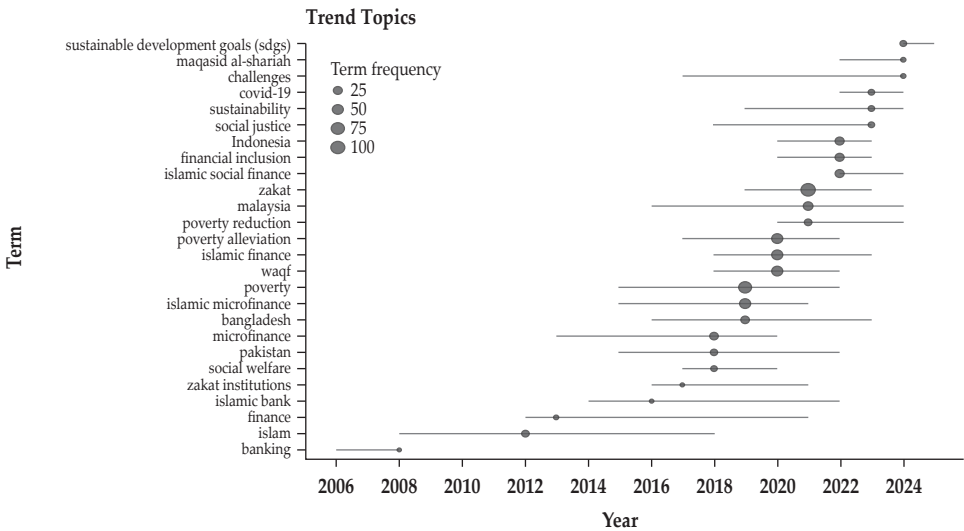 Trend Topics
Term frequency
25
50
75
100
Term
sustainable development goals (sdgs)
maqasid al-shariah
challenges
covid-19
sustainability
social justice
Indonesia
financial inclusion
islamic social finance
zakat
malaysia
poverty reduction
poverty alleviation
islamic finance
waqf
poverty
islamic microfinance
bangladesh
microfinance
pakistan
social welfare
zakat institutions
islamic bank
finance
islam
banking
2006 2008 2010 2012 2014 2016 2018 2020 2022 2024
Year